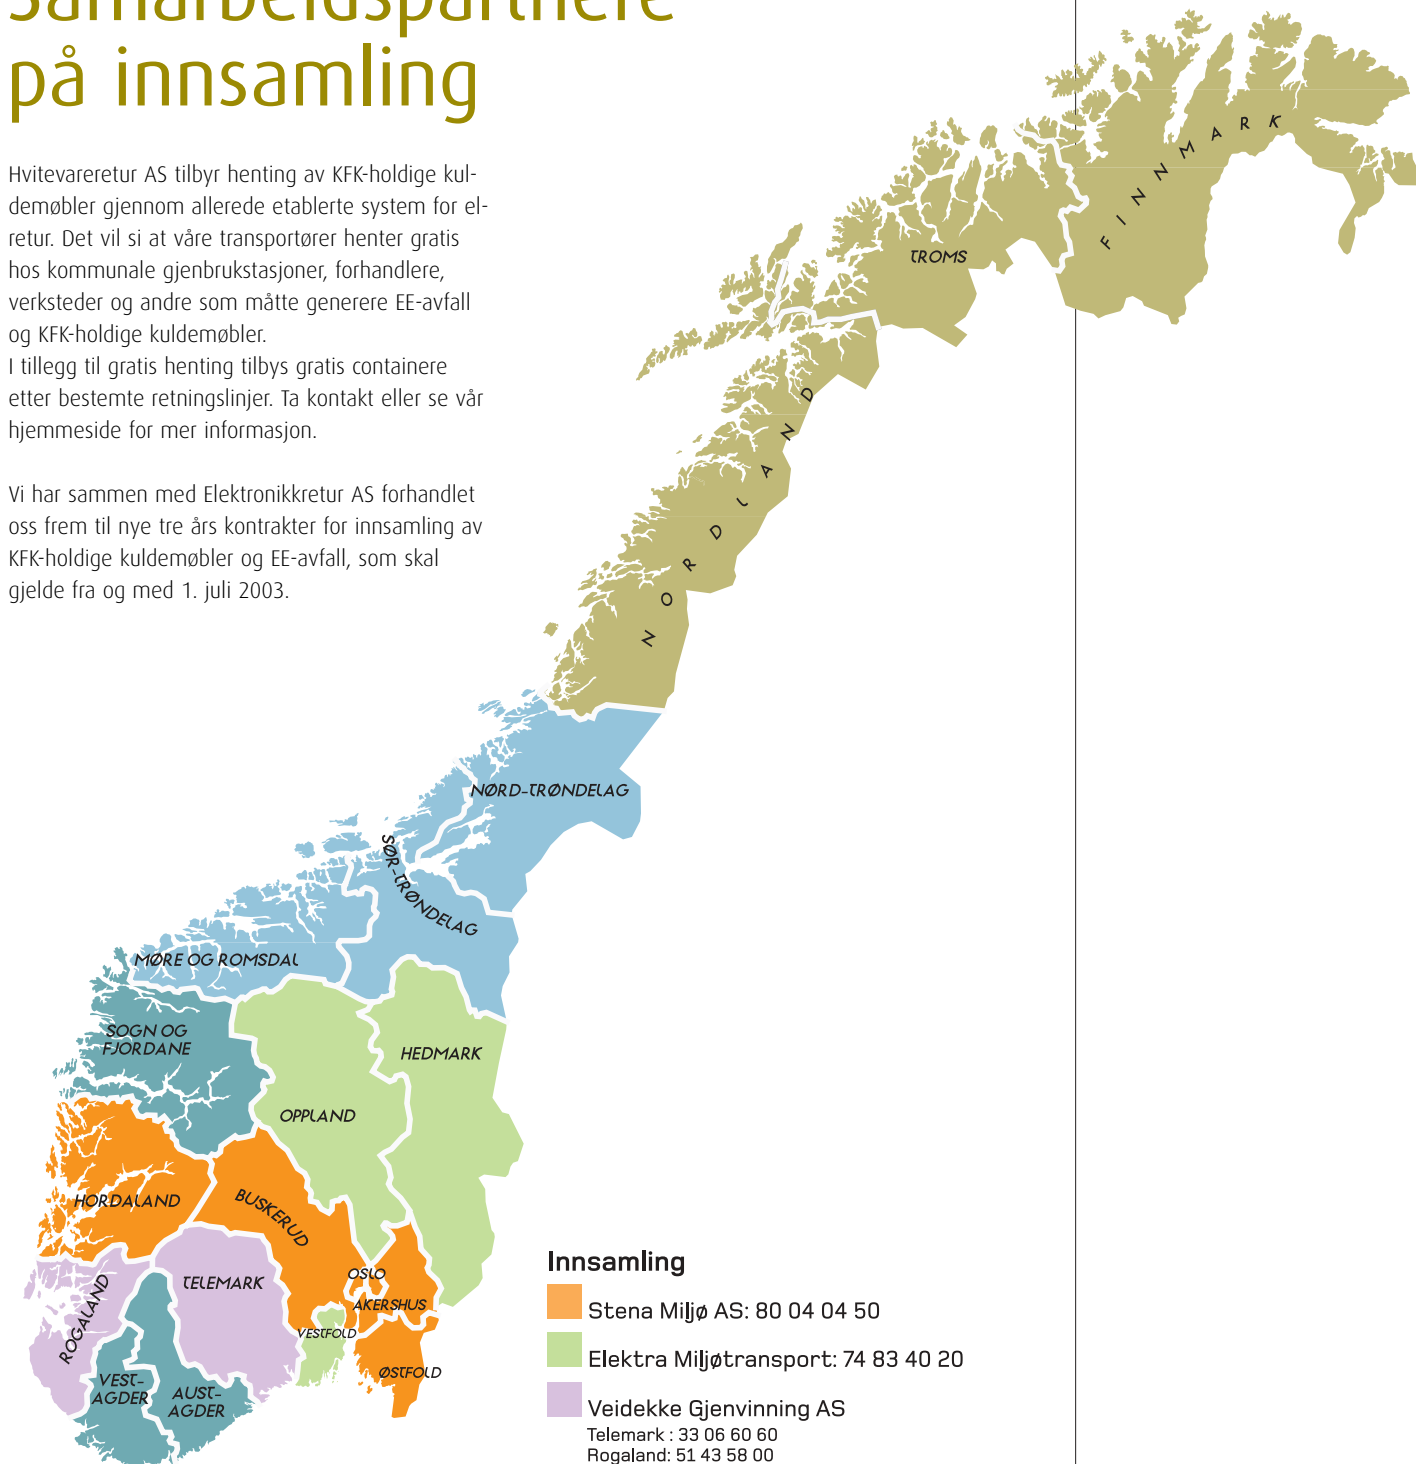 Samarbeidspartnere
på innsamling
Hvitevareretur AS tilbyr henting av KFK-holdige kul-
demøbler gjennom allerede etablerte system for el-
retur. Det vil si at våre transportører henter gratis
hos kommunale gjenbrukstasjoner, forhandlere,
verksteder og andre som måtte generere EE-avfall
og KFK-holdige kuldemøbler.
I tillegg til gratis henting tilbys gratis containere
etter bestemte retningslinjer. Ta kontakt eller se vår
hjemmeside for mer informasjon.
Vi har sammen med Elektronikkretur AS forhandlet
oss frem til nye tre års kontrakter for innsamling av
KFK-holdige kuldemøbler og EE-avfall, som skal
gjelde fra og med 1. juli 2003.
FINNMARK
TROMS
NORDLAND
NØRD-TRØNDELAG
SØR-TRØNDELAG
MØRE OG ROMSDAL
SOGN OG
FJORDANE
HEDMARK
OPPLAND
HORDALAND
BUSKERUD
OSLO
AKERSHUS
TELEMARK
ROGALAND
VESTFOLD
ØSTFOLD
VEST-
AGDER
AUST-
AGDER
Innsamling
Stena Miljø AS: 80 04 04 50
Elektra Miljøtransport: 74 83 40 20
Veidekke Gjenvinning AS
Telemark : 33 06 60 60
Rogaland: 51 43 58 00